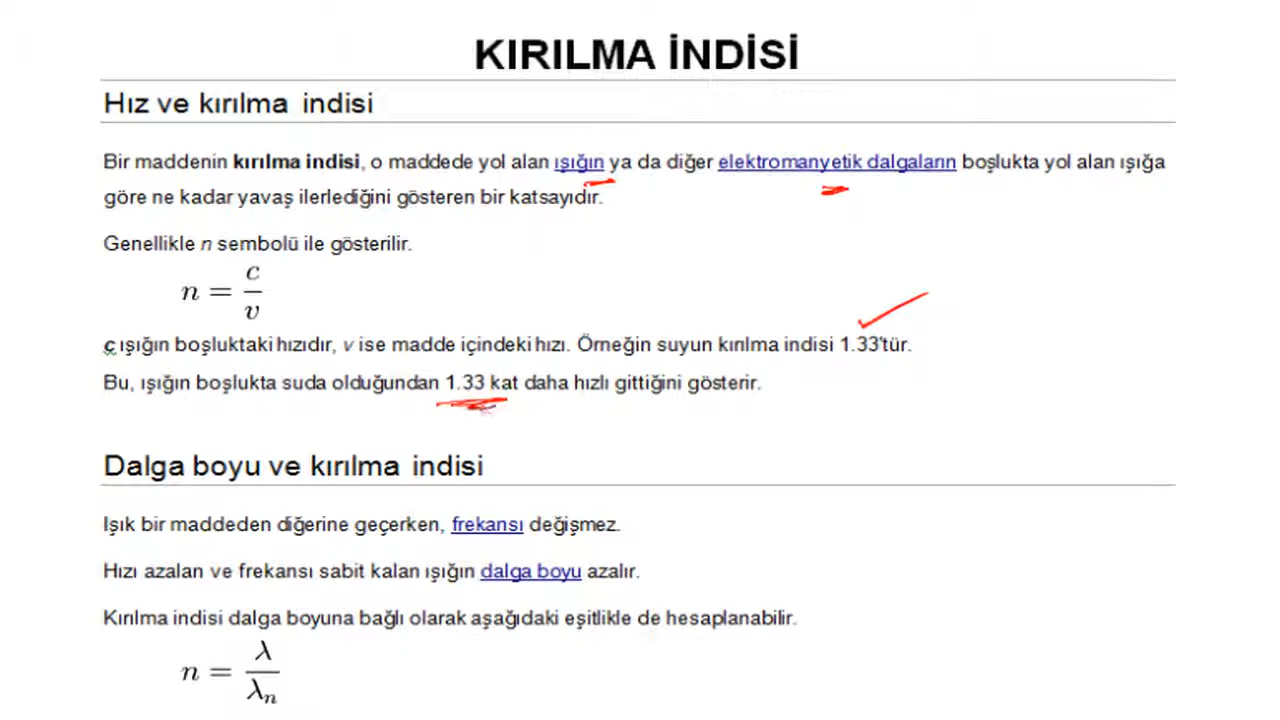 KIRILMA İNDİSİ
Hız ve kırılma indisi
Bir maddenin kırılma indisi, o maddede yol alan ışığın ya da diğer elektromanyetik dalgaların boşlukta yol alan ışığa
göre ne kadar yavaş ilerlediğini gösteren bir katsayıdır.
Genellikle n sembolü ile gösterilir.
n = c/v
c ışığın boşluktaki hızıdır, v ise madde içindeki hızı. Örneğin suyun kırılma indisi 1.33'tür.
Bu, ışığın boşlukta suda olduğundan 1.33 kat daha hızlı gittiğini gösterir.
Dalga boyu ve kırılma indisi
Işık bir maddeden diğerine geçerken, frekansı değişmez.
Hızı azalan ve frekansı sabit kalan ışığın dalga boyu azalır.
Kırılma indisi dalga boyuna bağlı olarak aşağıdaki eşitlikle de hesaplanabilir.
n = λ/λₙ